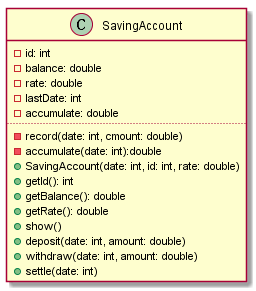 C SavingAccount
id: int
balance: double
rate: double
lastDate: int
accumulate: double
record(date: int, cmount: double)
accumulate(date: int):double
SavingAccount(date: int, id: int, rate: double)
getId(): int
getBalance(): double
getRate(): double
show()
deposit(date: int, amount: double)
withdraw(date: int, amount: double)
settle(date: int)